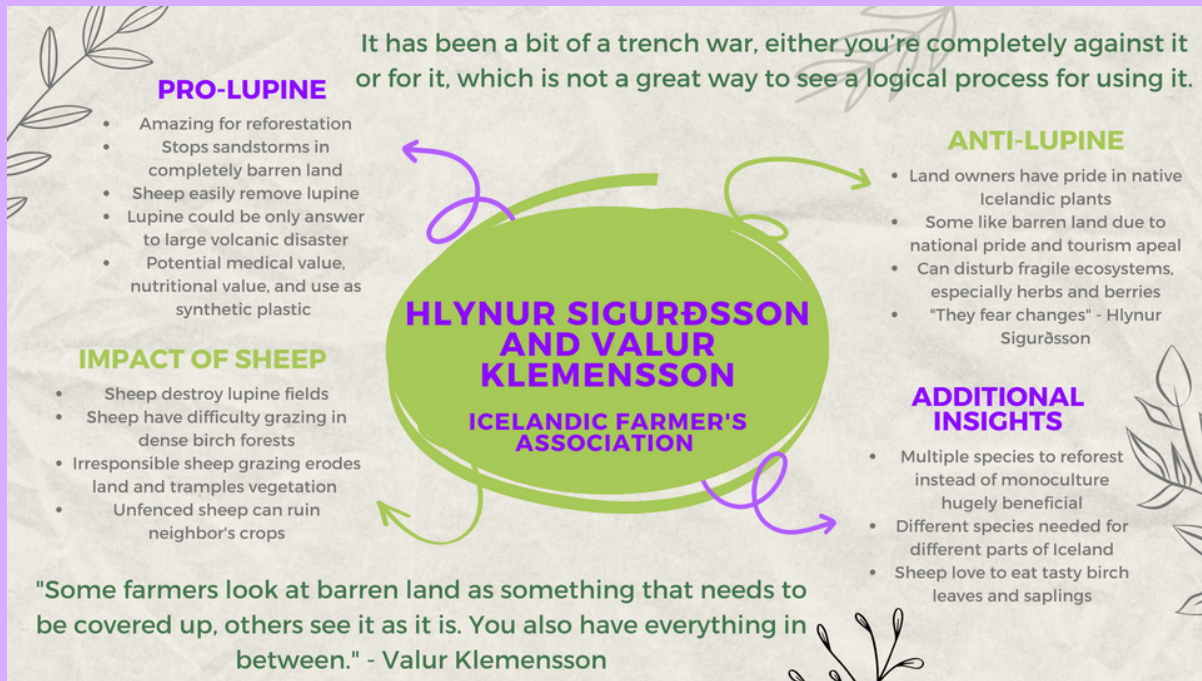 It has been a bit of a trench war, either you're completely against it
or for it, which is not a great way to see a logical process for using it.
PRO-LUPINE
• Amazing for reforestation
• Stops sandstorms in
completely barren land
• Sheep easily remove lupine
• Lupine could be only answer
to large volcanic disaster
• Potential medical value,
nutritional value, and use as
synthetic plastic
IMPACT OF SHEEP
• Sheep destroy lupine fields
• Sheep have difficulty grazing in
dense birch forests
• Irresponsible sheep grazing erodes
land and tramples vegetation
• Unfenced sheep can ruin
neighbor's crops
HLYNUR SIGURÐSSON
AND VALUR
KLEMENSSON
ICELANDIC FARMER'S
ASSOCIATION
ANTI-LUPINE
• Land owners have pride in native
Icelandic plants
• Some like barren land due to
national pride and tourism apeal
• Can disturb fragile ecosystems,
especially herbs and berries
• "They fear changes" - Hlynur
Sigurðsson
ADDITIONAL
INSIGHTS
• Multiple species to reforest
instead of monoculture
hugely beneficial
• Different species needed for
different parts of Iceland
• Sheep love to eat tasty birch
leaves and saplings
"Some farmers look at barren land as something that needs to
be covered up, others see it as it is. You also have everything in
between." - Valur Klemensson